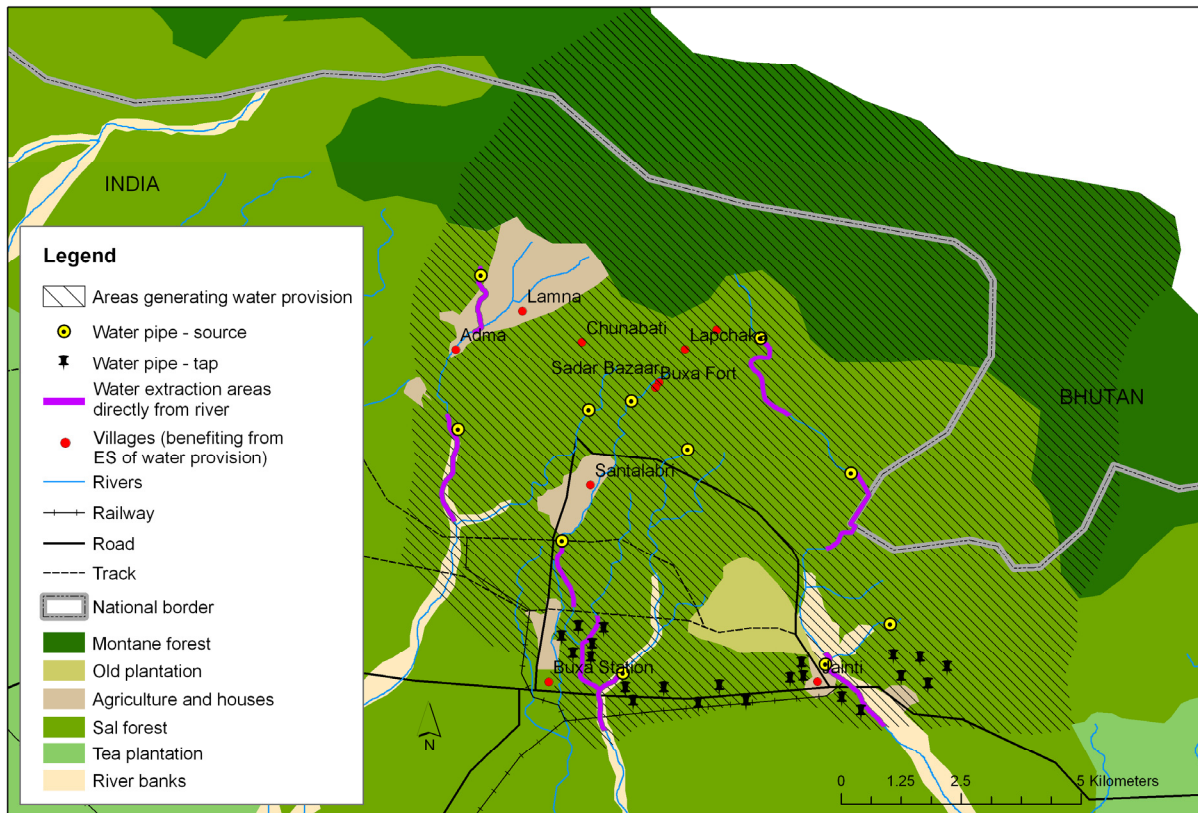 INDIA
BHUTAN
Legend
Areas generating water provision
Water pipe - source
Water pipe - tap
Water extraction areas
directly from river
Villages (benefiting from
ES of water provision)
Rivers
Railway
Road
Track
National border
Montane forest
Old plantation
Agriculture and houses
Sal forest
Tea plantation
River banks
Lamna
Adma
Chunabati
Lapchaka
Sadar Bazaar
Buxa Fort
Santalabri
Buxa Station
Jainti
N
0 1.25 2.5 5 Kilometers